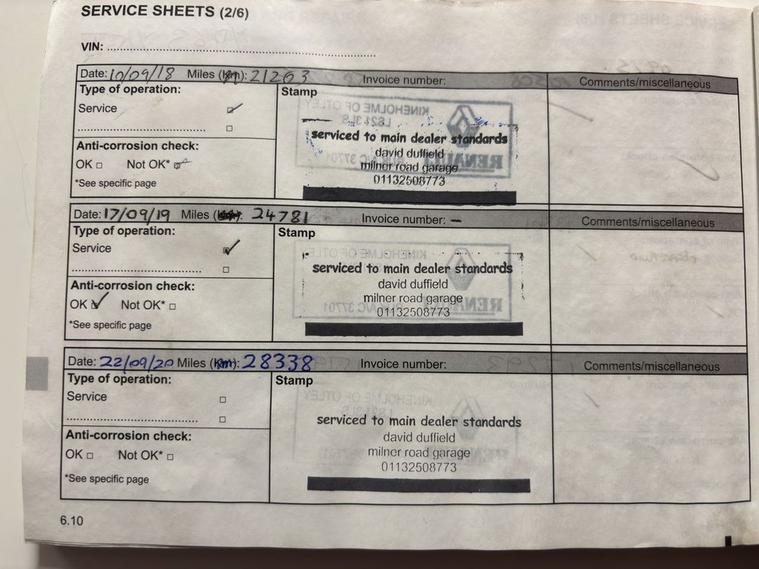 SERVICE SHEETS (2/6)
VIN: ........................................................
Date: 10/09/18 Miles (km): 21263 Invoice number: Comments/miscellaneous
Type of operation: Stamp
Service
Anti-corrosion check:
OK Not OK*
*See specific page
serviced to main dealer standards
david duffield
milnor road garage
01132508773
Date: 17/09/19 Miles 24781 Invoice number: – Comments/miscellaneous
Type of operation: Stamp
Service
Anti-corrosion check:
OK Not OK*
*See specific page
serviced to main dealer standards
david duffield
milner road garage
01132508773
Date: 22/09/20 Miles (km): 28338 Invoice number: Comments/miscellaneous
Type of operation: Stamp
Service
Anti-corrosion check:
OK Not OK*
*See specific page
serviced to main dealer standards
david duffield
milner road garage
01132508773
6.10